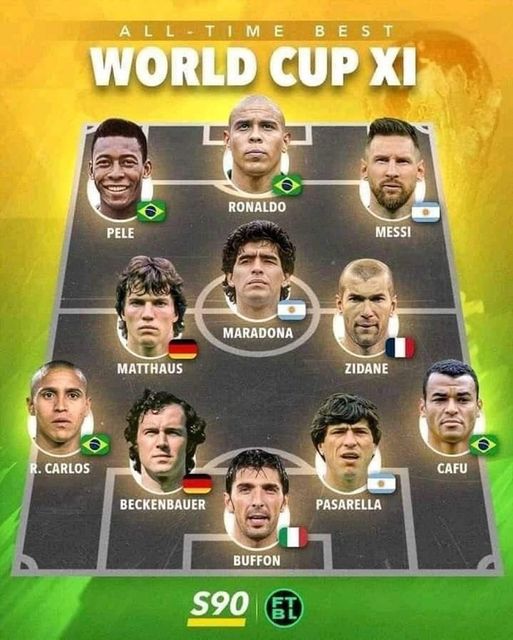 ALL-TIME BEST
WORLD CUP XI
PELE
RONALDO
MESSI
MATTHAUS
MARADONA
ZIDANE
R. CARLOS
BECKENBAUER
PASARELLA
CAFU
BUFFON
S90
FT
BL